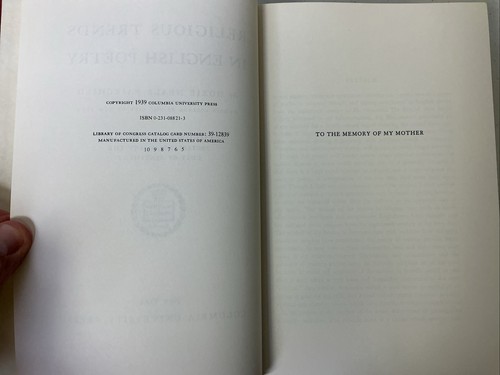 COPYRIGHT 1939 COLUMBIA UNIVERSITY PRESS
ISBN 0-231-08821-3
LIBRARY OF CONGRESS CATALOG CARD NUMBER: 39-12839
MANUFACTURED IN THE UNITED STATES OF AMERICA
10 9 8 7 6 5
TO THE MEMORY OF MY MOTHER